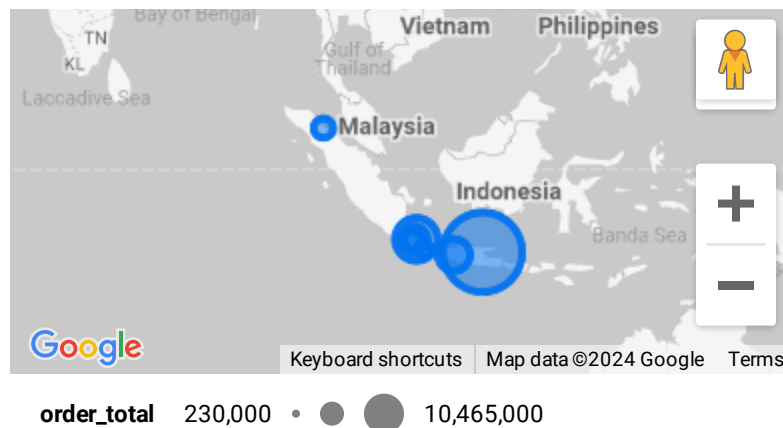 Bay of Bengal
Vietnam
Philippines
TN
KL
Gulf of
Thailand
Laccadive Sea
Malaysia
Indonesia
Banda Sea
+
−
Google
Keyboard shortcuts
Map data ©2024 Google
Terms
order_total 230,000 10,465,000